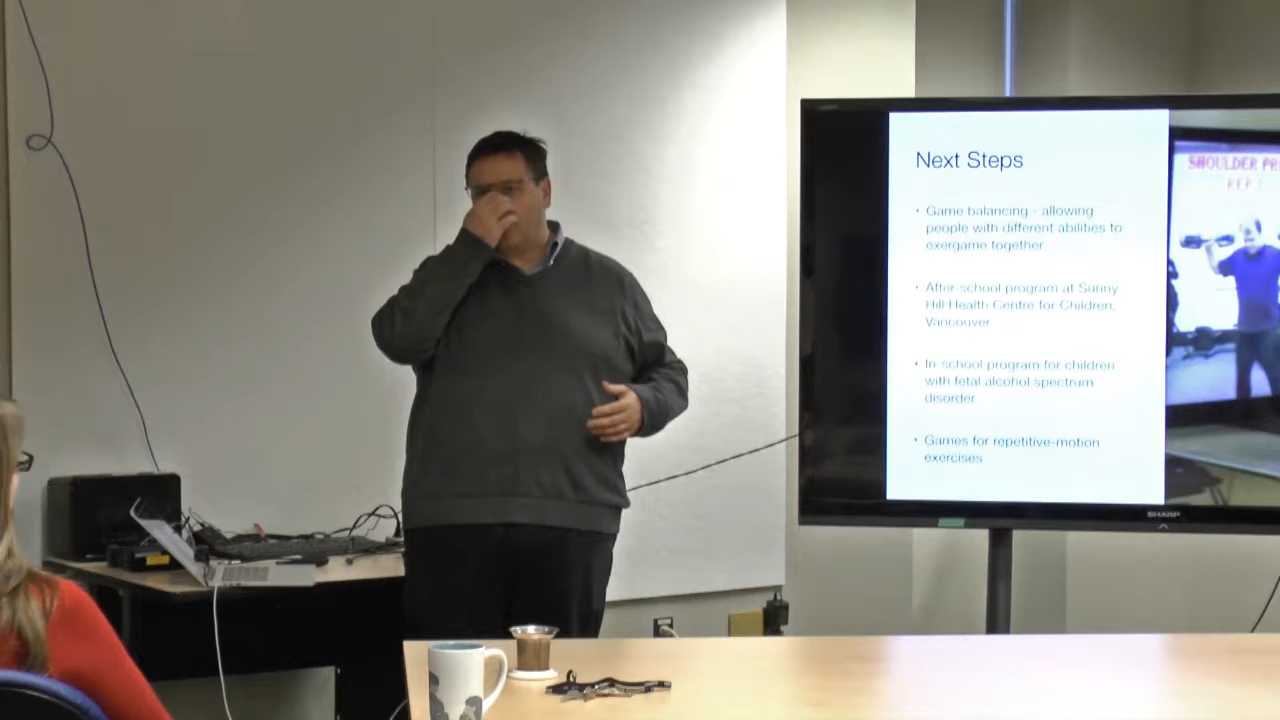 Next Steps
• Game balancing - allowing
people with different abilities to
exergame together
• After-school program at Sunny
Hill Health Centre for Children,
Vancouver
• In-school program for children
with fetal alcohol spectrum
disorder
• Games for repetitive-motion
exercises
SHOULDER PR
REP
SHARP